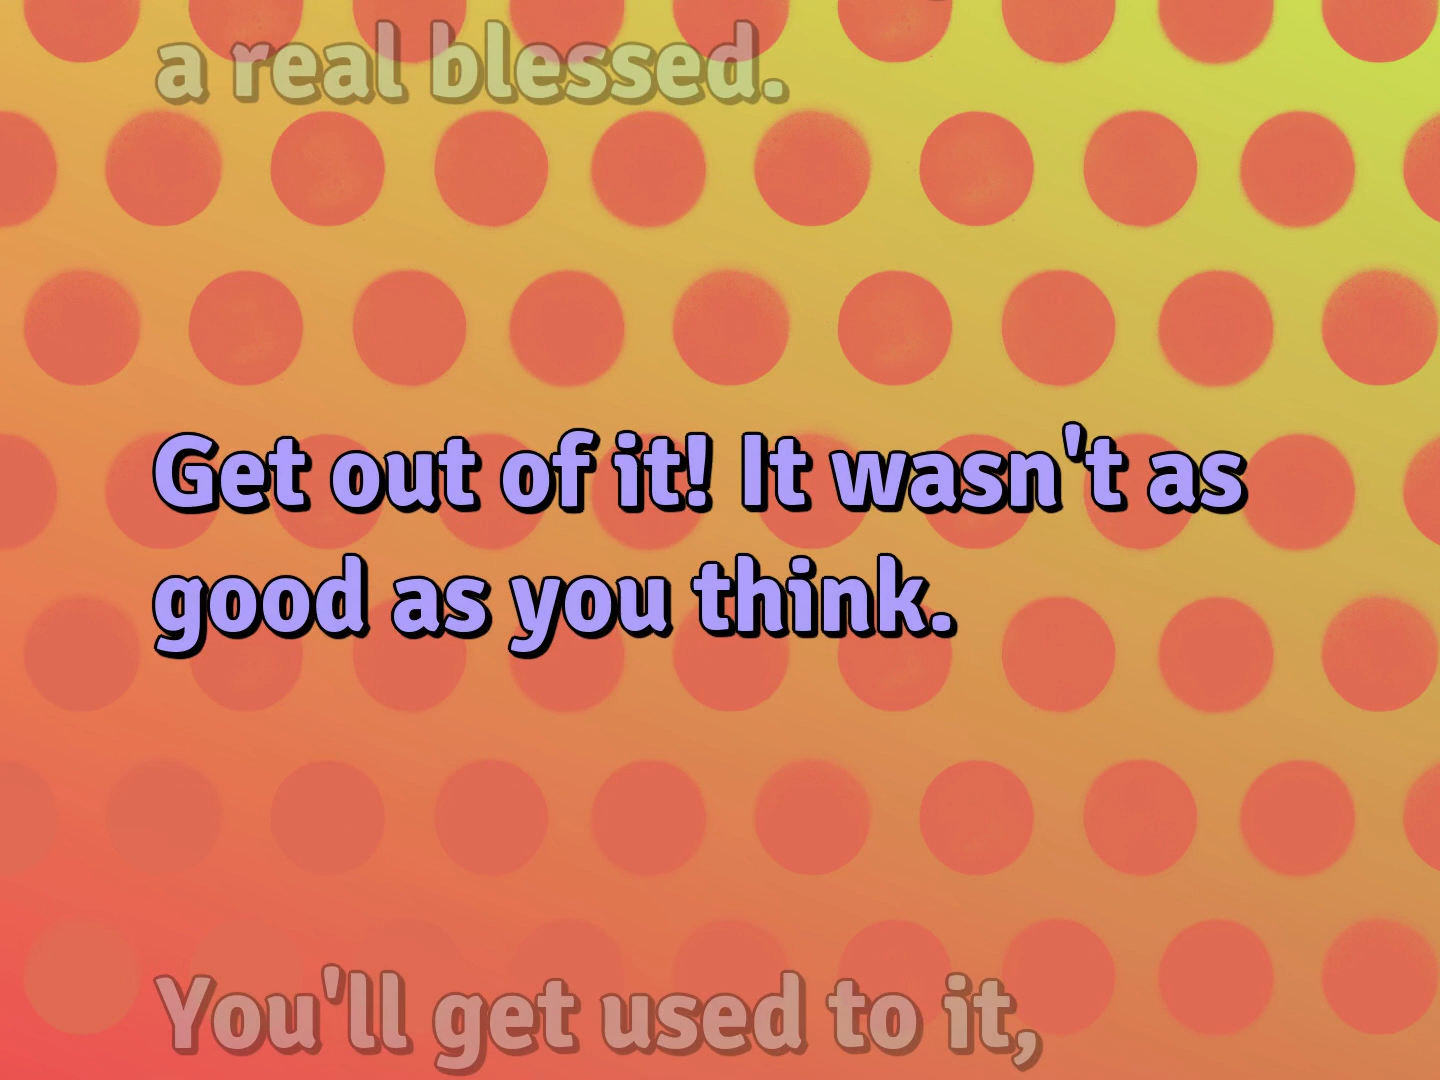 a real blessed.
Get out of it! It wasn't as
good as you think.
You'll get used to it,